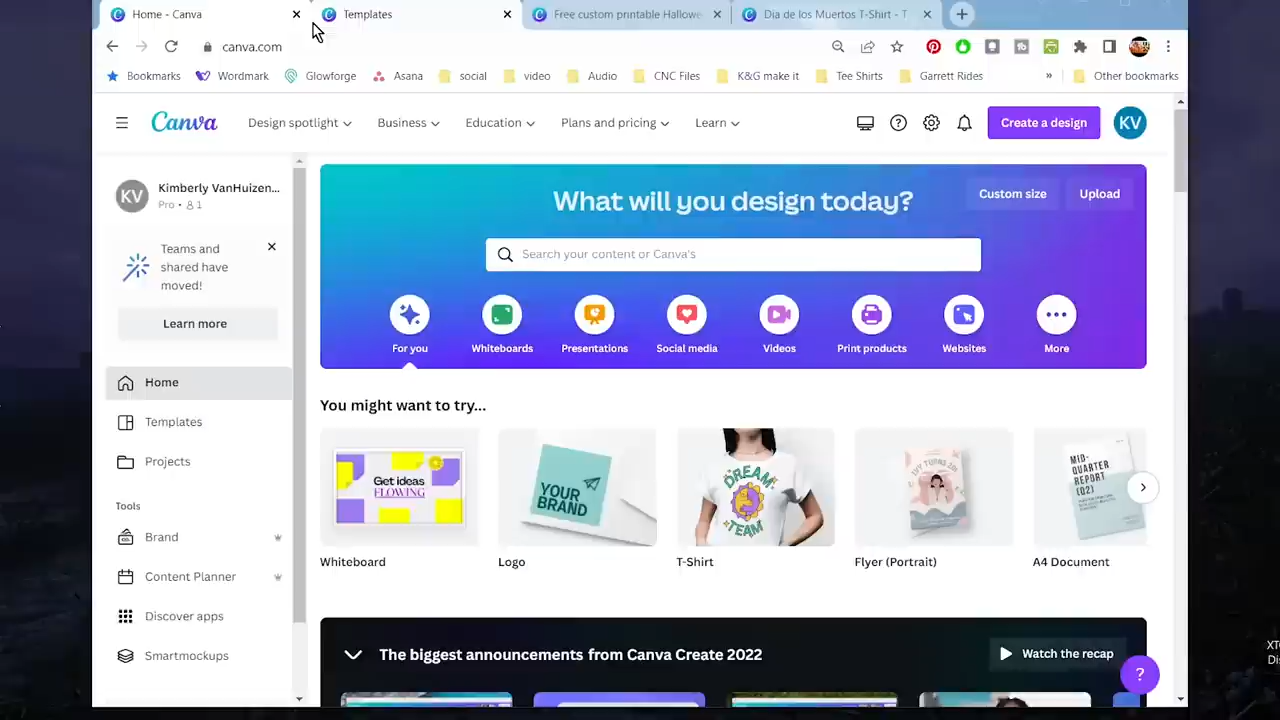 Home - Canva
Templates
Free custom printable Hallowe
Dia de los Muertos T-Shirt - T
canva.com
Bookmarks
Wordmark
Glowforge
Asana
social
video
Audio
CNC Files
K&G make it
Tee Shirts
Garrett Rides
»
Other bookmarks
Canva
Design spotlight
Business
Education
Plans and pricing
Learn
Create a design
KV
KV
Kimberly VanHuizen...
Pro • 1
Teams and
shared have
moved!
Learn more
Home
Templates
Projects
Tools
Brand
Content Planner
Discover apps
Smartmockups
What will you design today?
Custom size
Upload
Search your content or Canva's
For you
Whiteboards
Presentations
Social media
Videos
Print products
Websites
More
You might want to try...
Get ideas
FLOWING
YOUR
BRAND
DREAM
TEAM
MID-
QUARTER
REPORT
(Q2)
Whiteboard
Logo
T-Shirt
Flyer (Portrait)
A4 Document
The biggest announcements from Canva Create 2022
Watch the recap
?
XT
Di